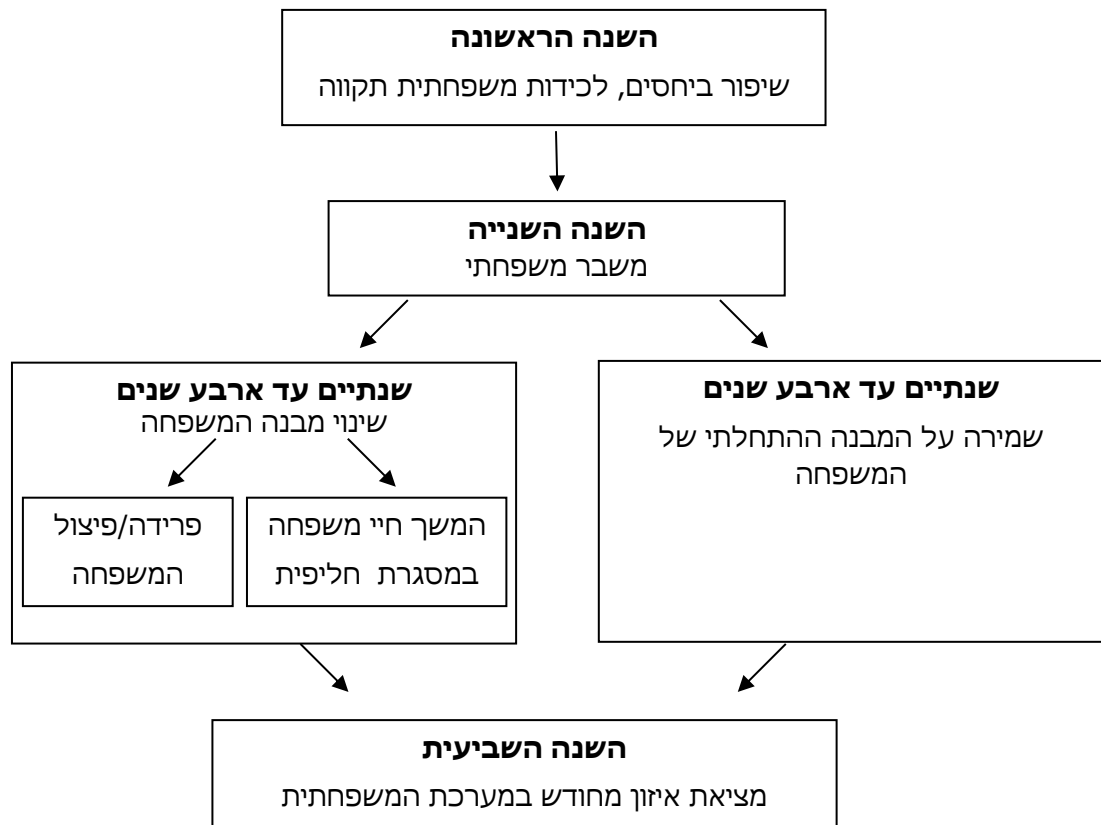 השנה הראשונה
שיפור ביחסים, לכידות משפחתית תקווה
השנה השנייה
משבר משפחתי
שנתיים עד ארבע שנים
שמירה על המבנה ההתחלתי של
המשפחה
שנתיים עד ארבע שנים
שינוי מבנה המשפחה
המשך חיי משפחה
במסגרת חליפית
פרידה/פיצול
המשפחה
השנה השביעית
מציאת איזון מחודש במערכת המשפחתית